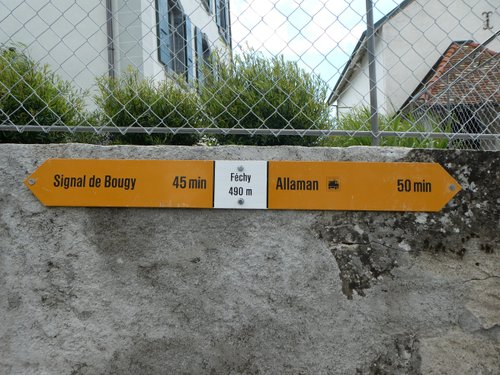 Signal de Bougy 45 min
Féchy
490 m
Allaman 50 min